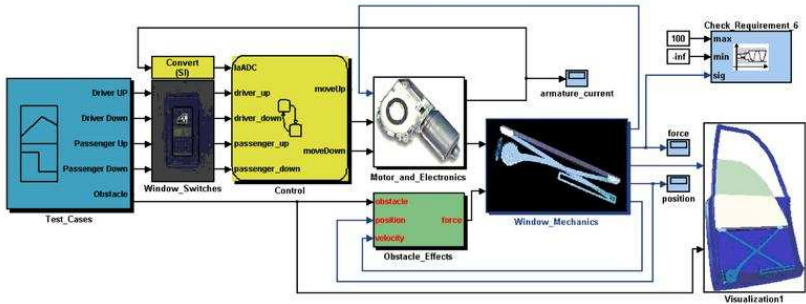 Check_Requirement_6
100
max
-inf
min
sig
Convert
(SI)
IaADC
Driver UP
driver_up
moveUp
armature_current
Driver Down
driver_down
Passenger Up
passenger_up
moveDown
force
Passenger Down
passenger_down
Window_Switches
Control
Motor_and_Electronics
Obstacle
obstacle
position
Test_Cases
position
force
Window_Mechanics
velocity
Obstacle_Effects
Visualization1